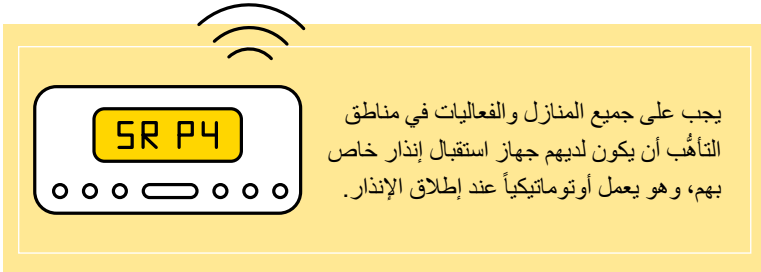 SR P4
يجب على جميع المنازل والفعاليات في مناطق
التأهُّب أن يكون لديهم جهاز استقبال إنذار خاص
بهم، وهو يعمل أوتوماتيكياً عند إطلاق الإنذار.